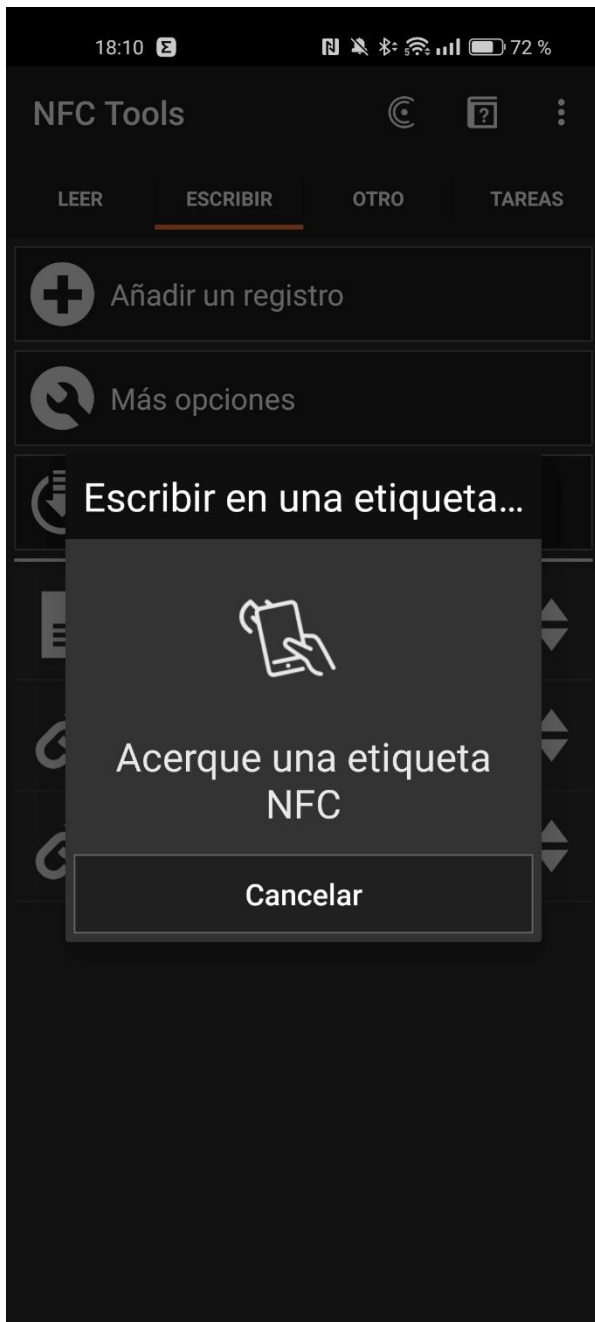 18:10 72 %
NFC Tools
LEER ESCRIBIR OTRO TAREAS
Añadir un registro
Más opciones
Escribir en una etiqueta...
Acerque una etiqueta
NFC
Cancelar